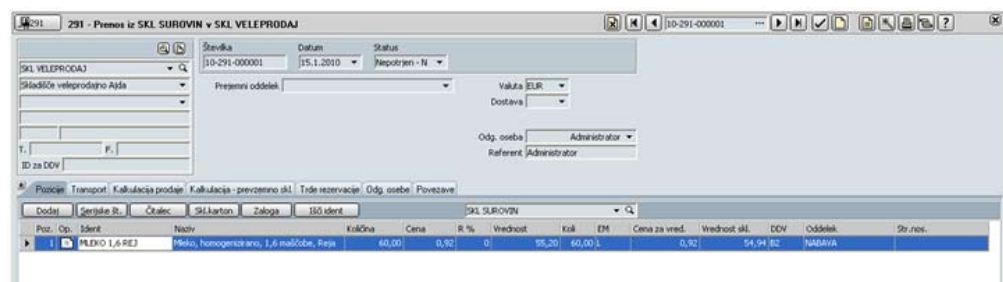 291 291 - Prenos iz SKL SUROVIN v SKL VELEPRODAJ 10-291-000001
SKL VELEPRODAJ
Skladišče veleprodajno Ajda
T. F.
ID za DDV
Številka Datum Status
10-291-000001 15.1.2010 Nepotrjen - N
Prejemni oddelek
Valuta EUR
Dostava
Odg. oseba Administrator
Referent Administrator
Pozicije Transport Kalkulacija prodaje Kalkulacija - prevzemno skl. Trde rezervacije Odg. osebe Povezave
Dodaj Serijske št. Čitalec Skl.karton Zaloga Išči ident SKL SUROVIN
Poz. Op. Ident Naziv Količina Cena R % Vrednost Koli EM Cena za vred. Vrednost skl. DDV Oddelek Str.nos.
1 MLEKO 1,6 REJ Mleko, homogenizirano, 1,6 maščobe, Reja 60,00 0,92 0 55,20 60,00 L 0,92 54,94 B2 NABAVA